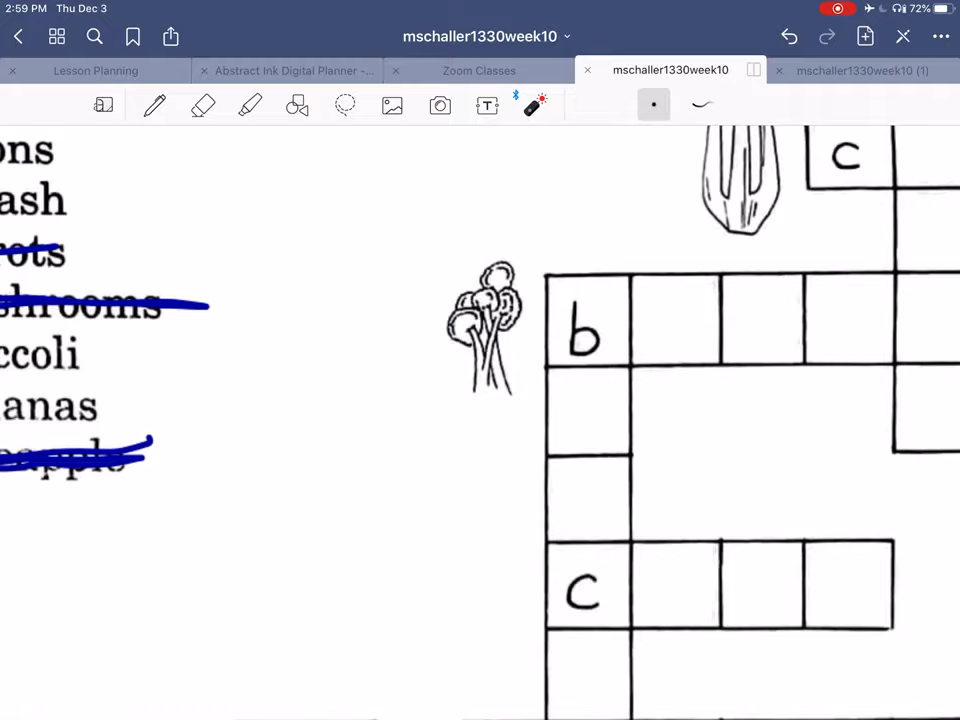 2:59 PM Thu Dec 3
72%
mschaller1330week10
Lesson Planning
Abstract Ink Digital Planner -...
Zoom Classes
mschaller1330week10
mschaller1330week10 (1)
T
ons
ash
rots
shrooms
ccoli
anas
eapple
c
b
c